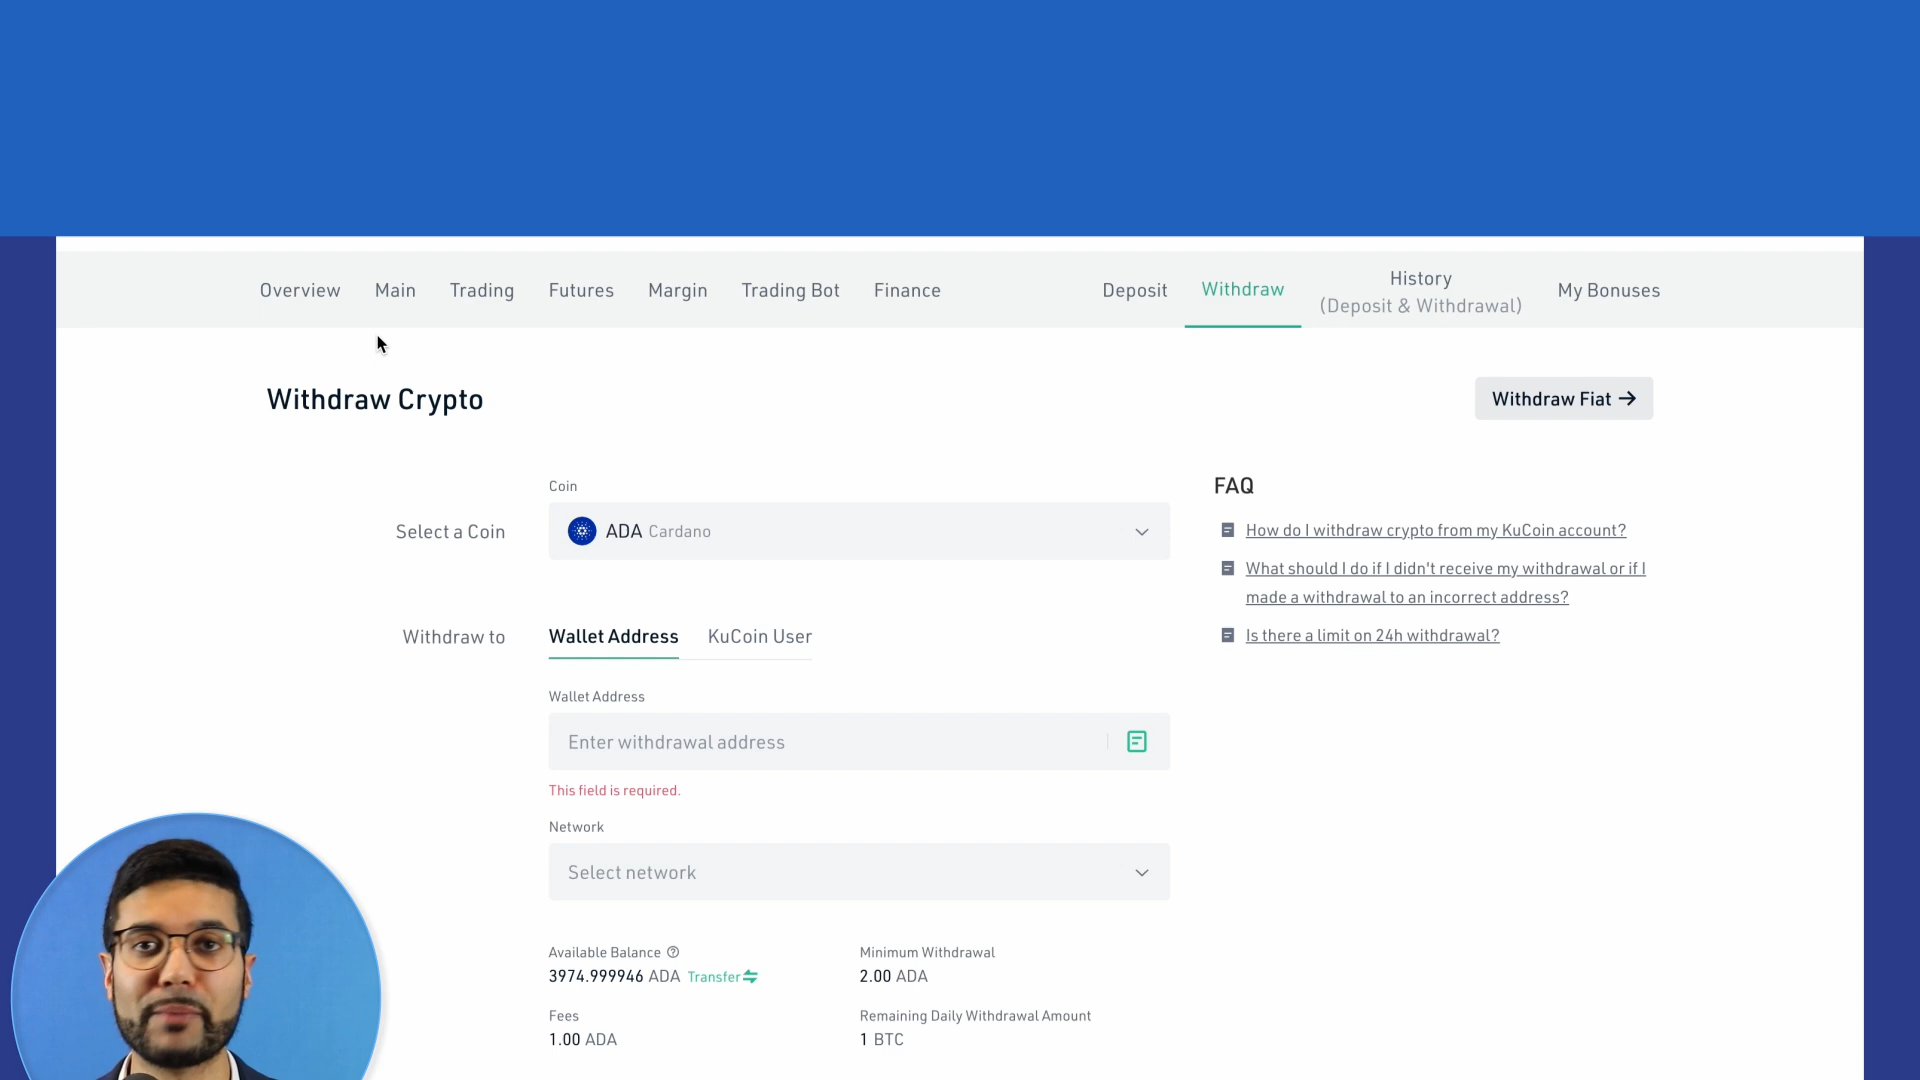 Overview Main Trading Futures Margin Trading Bot Finance Deposit Withdraw History
(Deposit & Withdrawal) My Bonuses
Withdraw Crypto
Withdraw Fiat →
Coin
Select a Coin
ADA Cardano
Withdraw to
Wallet Address KuCoin User
Wallet Address
Enter withdrawal address
This field is required.
Network
Select network
Available Balance
3974.999946 ADA Transfer
Minimum Withdrawal
2.00 ADA
Fees
1.00 ADA
Remaining Daily Withdrawal Amount
1 BTC
FAQ
How do I withdraw crypto from my KuCoin account?
What should I do if I didn't receive my withdrawal or if I
made a withdrawal to an incorrect address?
Is there a limit on 24h withdrawal?